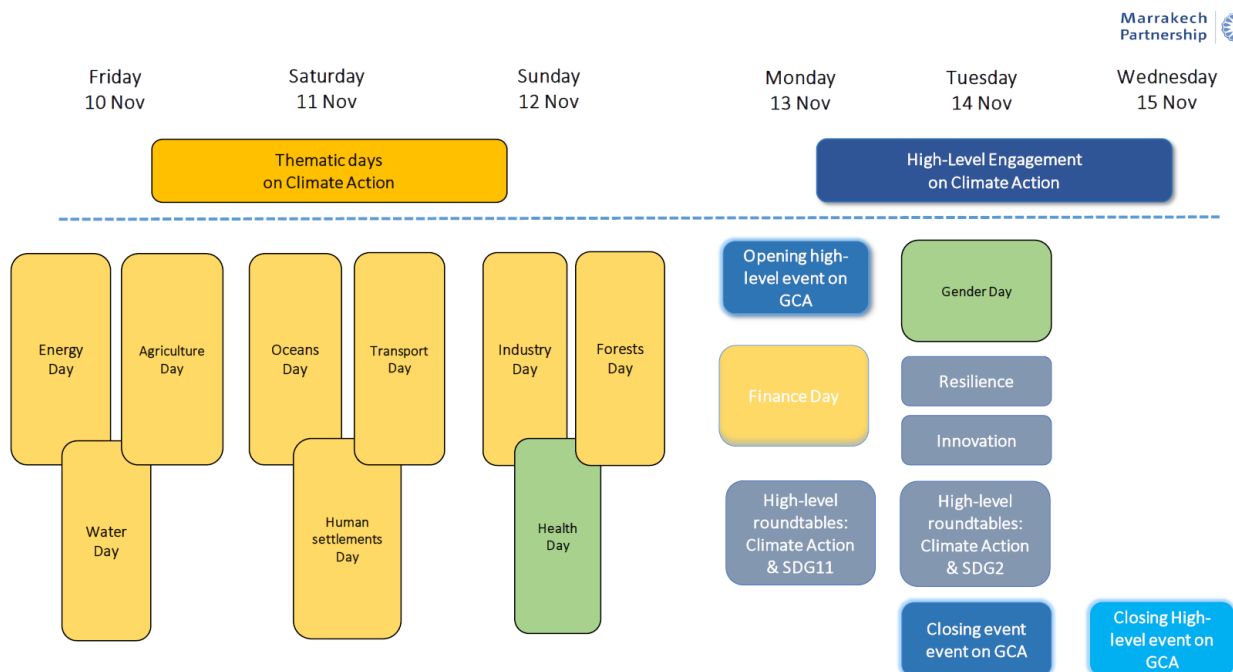 Marrakech
Partnership
Friday
10 Nov
Saturday
11 Nov
Sunday
12 Nov
Monday
13 Nov
Tuesday
14 Nov
Wednesday
15 Nov
Thematic days
on Climate Action
High-Level Engagement
on Climate Action
Energy
Day
Agriculture
Day
Water
Day
Oceans
Day
Transport
Day
Human
settlements
Day
Industry
Day
Forests
Day
Health
Day
Opening high-
level event on
GCA
Finance Day
High-level
roundtables:
Climate Action
& SDG11
Gender Day
Resilience
Innovation
High-level
roundtables:
Climate Action
& SDG2
Closing event
event on GCA
Closing High-
level event on
GCA